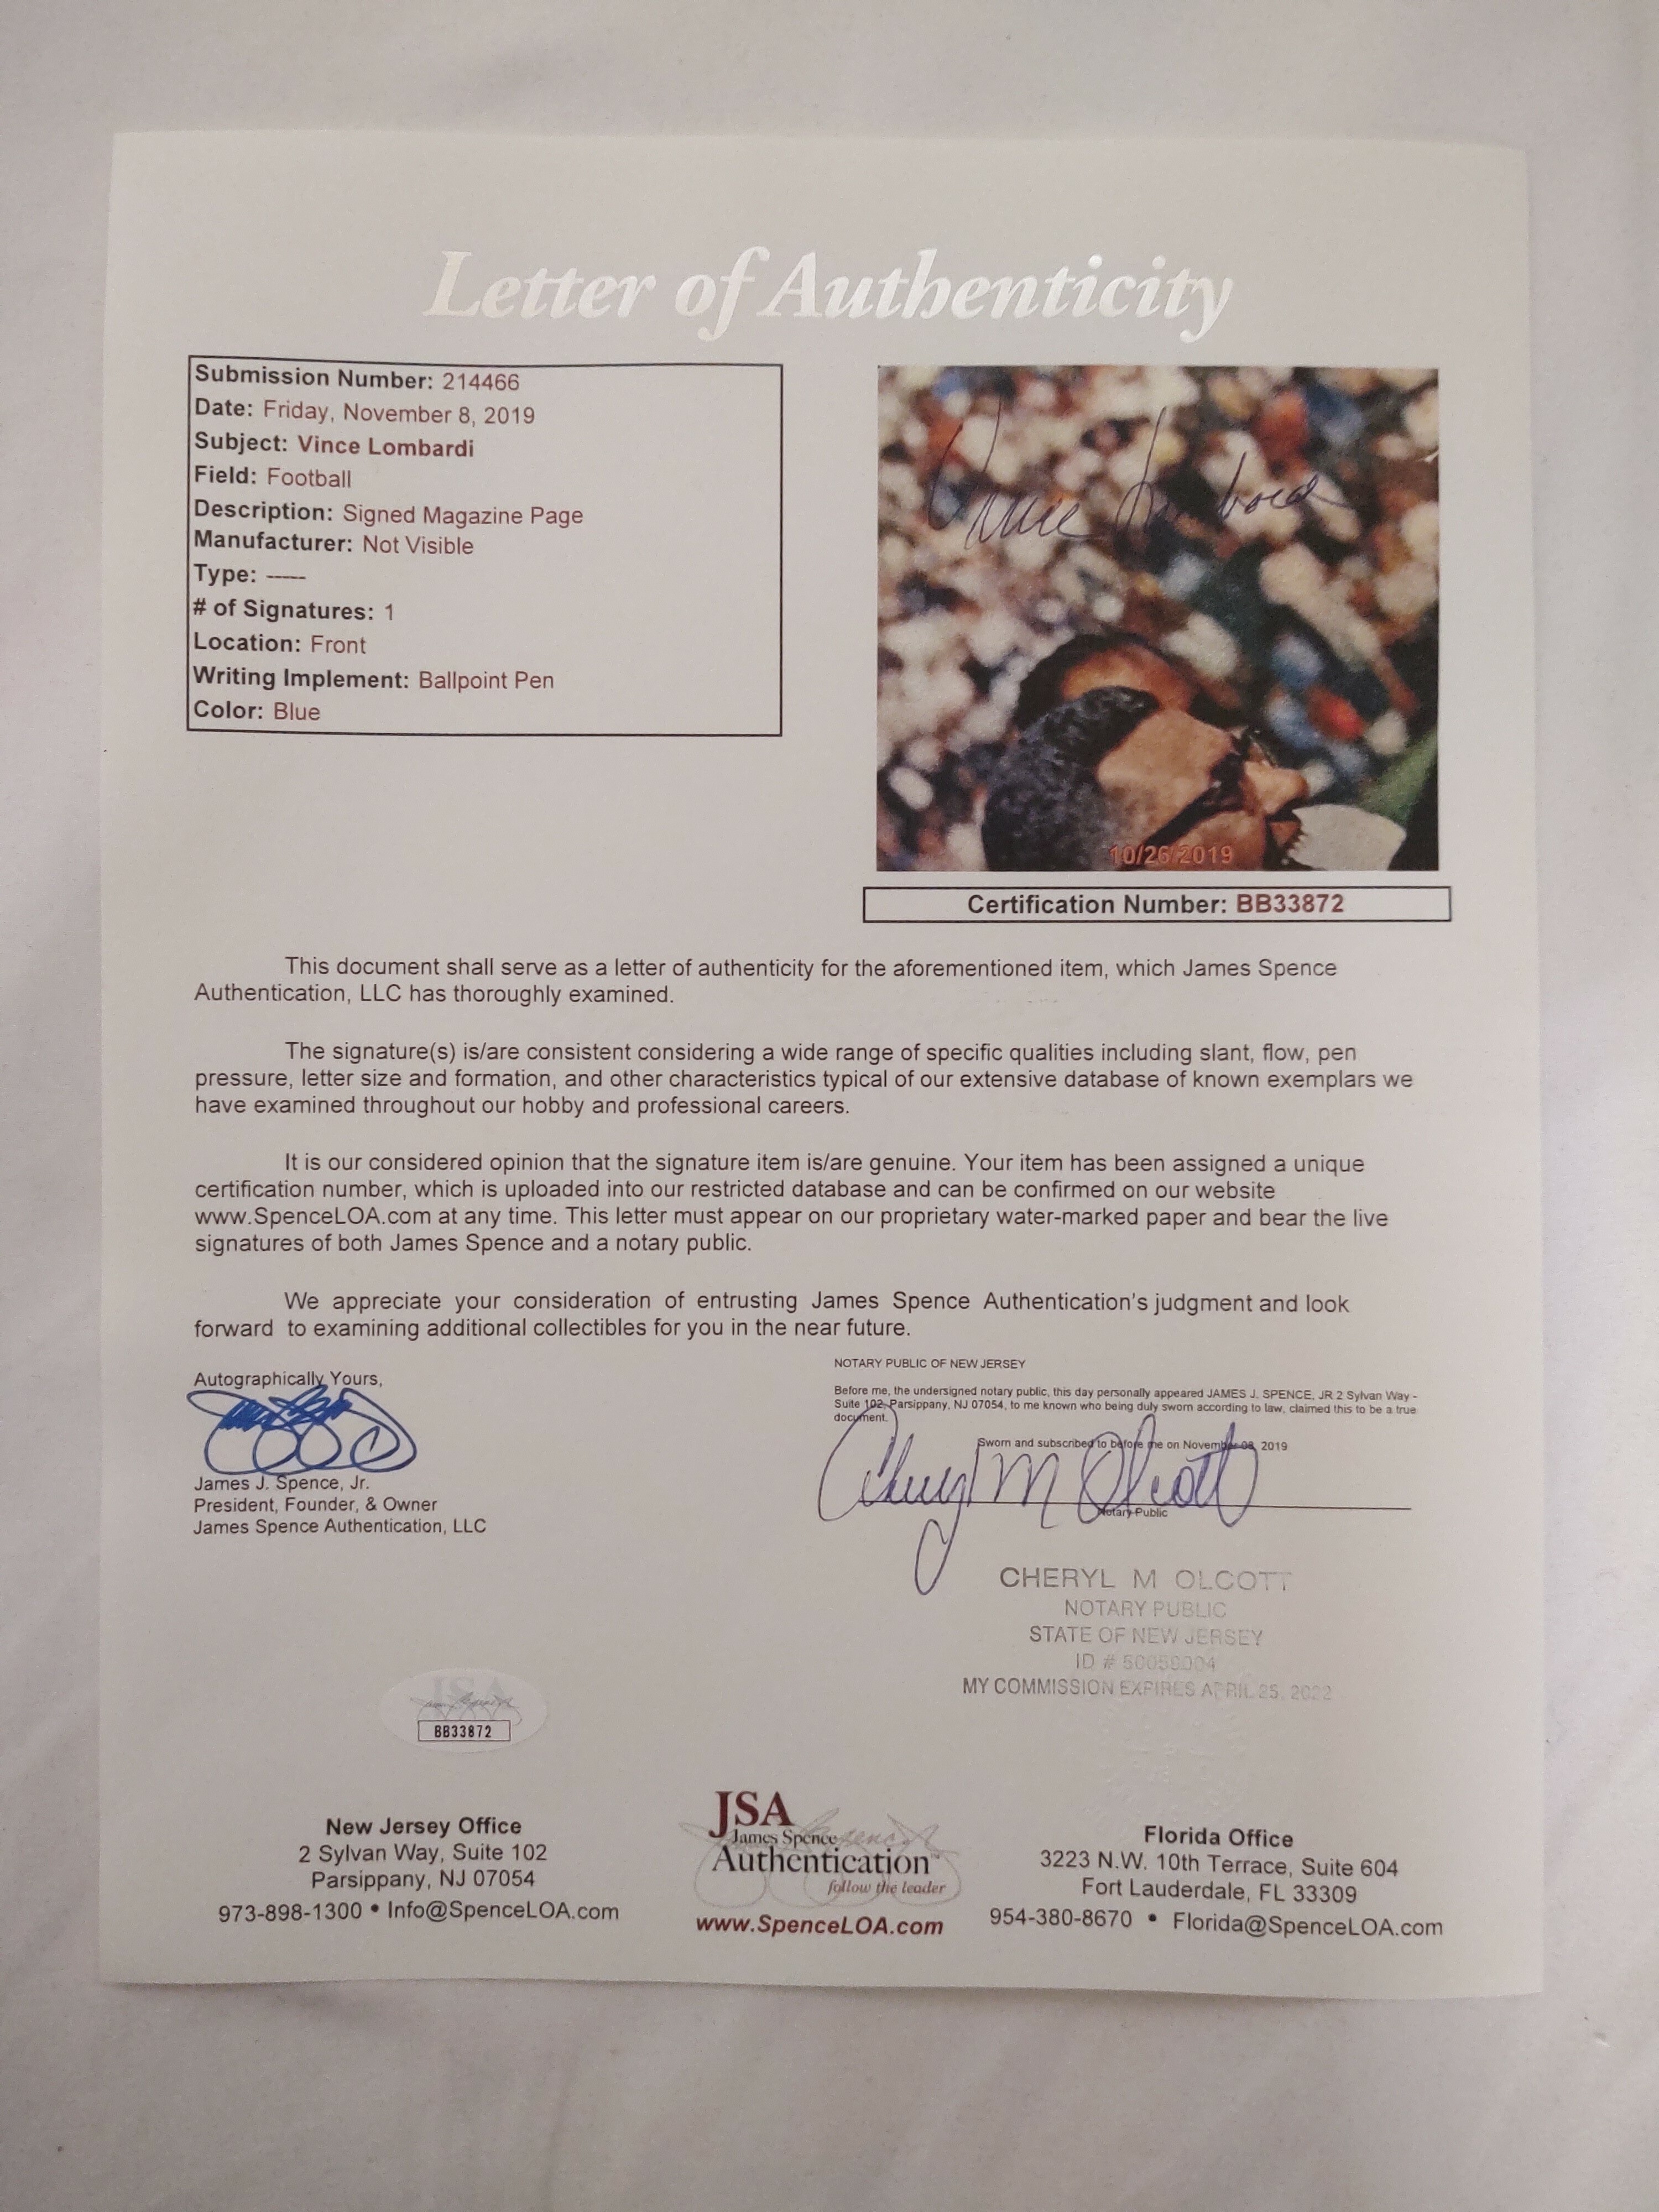 Letter of Authenticity
Submission Number: 214466
Date: Friday, November 8, 2019
Subject: Vince Lombardi
Field: Football
Description: Signed Magazine Page
Manufacturer: Not Visible
Type: -----
# of Signatures: 1
Location: Front
Writing Implement: Ballpoint Pen
Color: Blue
Vince Lombardi
10/26/2019
Certification Number: BB33872
This document shall serve as a letter of authenticity for the aforementioned item, which James Spence
Authentication, LLC has thoroughly examined.
The signature(s) is/are consistent considering a wide range of specific qualities including slant, flow, pen
pressure, letter size and formation, and other characteristics typical of our extensive database of known exemplars we
have examined throughout our hobby and professional careers.
It is our considered opinion that the signature item is/are genuine. Your item has been assigned a unique
certification number, which is uploaded into our restricted database and can be confirmed on our website
www.SpenceLOA.com at any time. This letter must appear on our proprietary water-marked paper and bear the live
signatures of both James Spence and a notary public.
We appreciate your consideration of entrusting James Spence Authentication's judgment and look
forward to examining additional collectibles for you in the near future.
Autographically Yours,
James J. Spence, Jr.
President, Founder, & Owner
James Spence Authentication, LLC
NOTARY PUBLIC OF NEW JERSEY
Before me, the undersigned notary public, this day personally appeared JAMES J. SPENCE, JR 2 Sylvan Way -
Suite 102, Parsippany, NJ 07054, to me known who being duly sworn according to law, claimed this to be a true
document.
Sworn and subscribed to before me on November 08, 2019
Cheryl M Olcott
Notary Public
CHERYL M OLCOTT
NOTARY PUBLIC
STATE OF NEW JERSEY
ID #
MY COMMISSION EXPIRES APRIL 25, 2022
JSA
BB33872
New Jersey Office
2 Sylvan Way, Suite 102
Parsippany, NJ 07054
973-898-1300 • Info@SpenceLOA.com
JSA
James Spence
Authentication
follow the leader
www.SpenceLOA.com
Florida Office
3223 N.W. 10th Terrace, Suite 604
Fort Lauderdale, FL 33309
954-380-8670 • Florida@SpenceLOA.com